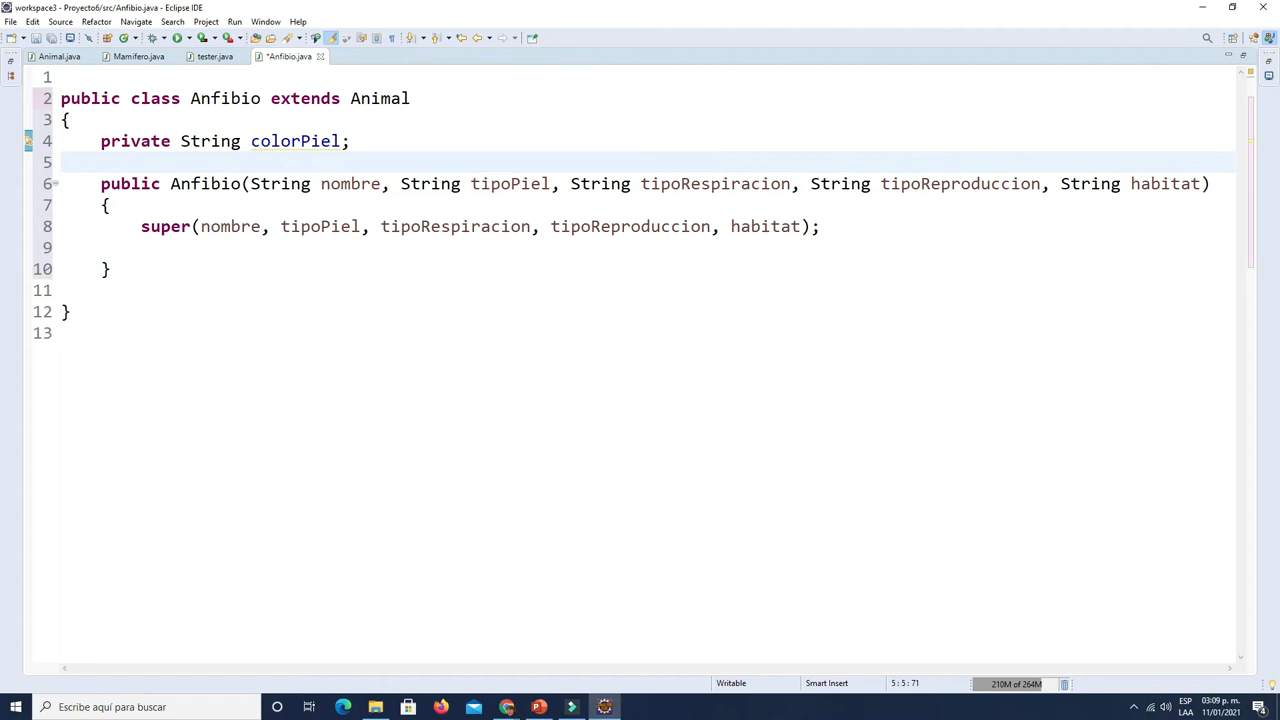 workspace3 - Proyecto6/src/Anfibio.java - Eclipse IDE
File Edit Source Refactor Navigate Search Project Run Window Help
Animal.java Mamifero.java tester.java *Anfibio.java
1
2 public class Anfibio extends Animal
3 {
4 private String colorPiel;
5
6 public Anfibio(String nombre, String tipoPiel, String tipoRespiracion, String tipoReproduccion, String habitat)
7 {
8 super(nombre, tipoPiel, tipoRespiracion, tipoReproduccion, habitat);
9
10 }
11
12 }
13
Writable Smart Insert 5 : 5 : 71 210M of 264M
Escribe aquí para buscar ESP 03:09 p. m.
LAA 11/01/2021 4